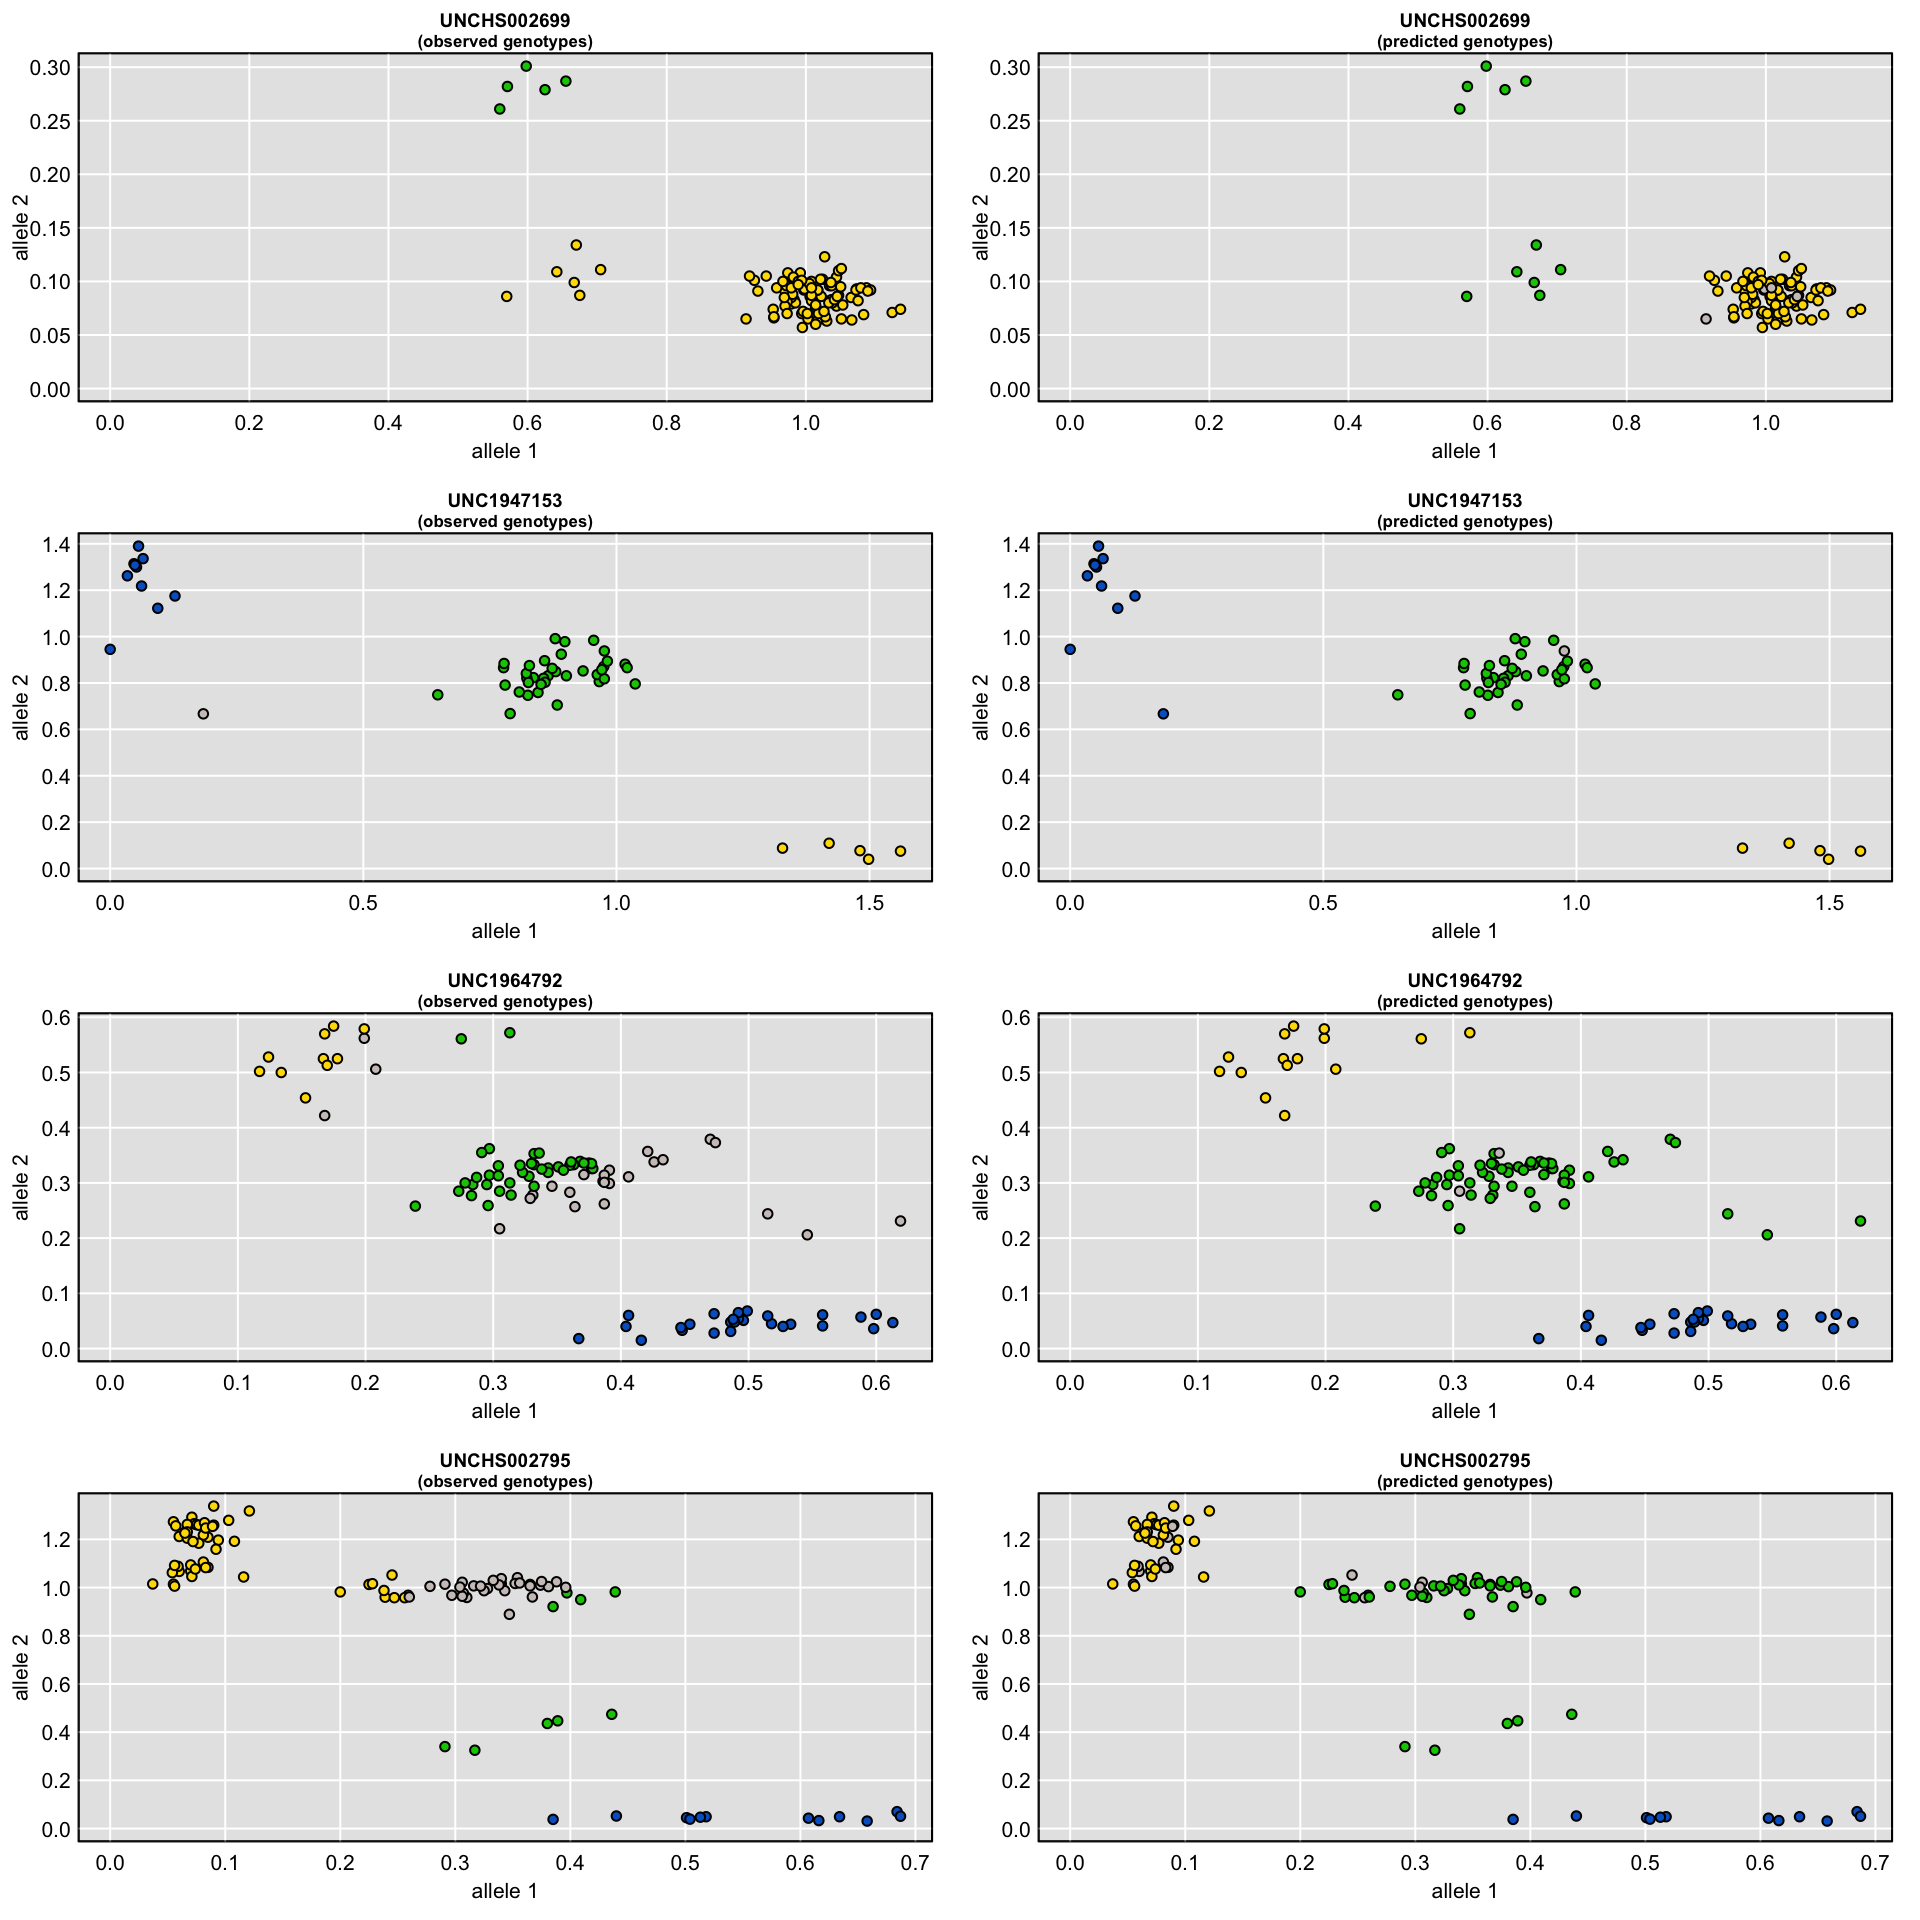 UNCHS002699
(observed genotypes)
allele 2
0.30
0.25
0.20
0.15
0.10
0.05
0.00
0.0 0.2 0.4 0.6 0.8 1.0
allele 1
UNCHS002699
(predicted genotypes)
allele 2
0.30
0.25
0.20
0.15
0.10
0.05
0.00
0.0 0.2 0.4 0.6 0.8 1.0
allele 1
UNC1947153
(observed genotypes)
allele 2
1.4
1.2
1.0
0.8
0.6
0.4
0.2
0.0
0.0 0.5 1.0 1.5
allele 1
UNC1947153
(predicted genotypes)
allele 2
1.4
1.2
1.0
0.8
0.6
0.4
0.2
0.0
0.0 0.5 1.0 1.5
allele 1
UNC1964792
(observed genotypes)
allele 2
0.6
0.5
0.4
0.3
0.2
0.1
0.0
0.0 0.1 0.2 0.3 0.4 0.5 0.6
allele 1
UNC1964792
(predicted genotypes)
allele 2
0.6
0.5
0.4
0.3
0.2
0.1
0.0
0.0 0.1 0.2 0.3 0.4 0.5 0.6
allele 1
UNCHS002795
(observed genotypes)
allele 2
1.2
1.0
0.8
0.6
0.4
0.2
0.0
0.0 0.1 0.2 0.3 0.4 0.5 0.6 0.7
allele 1
UNCHS002795
(predicted genotypes)
allele 2
1.2
1.0
0.8
0.6
0.4
0.2
0.0
0.0 0.1 0.2 0.3 0.4 0.5 0.6 0.7
allele 1